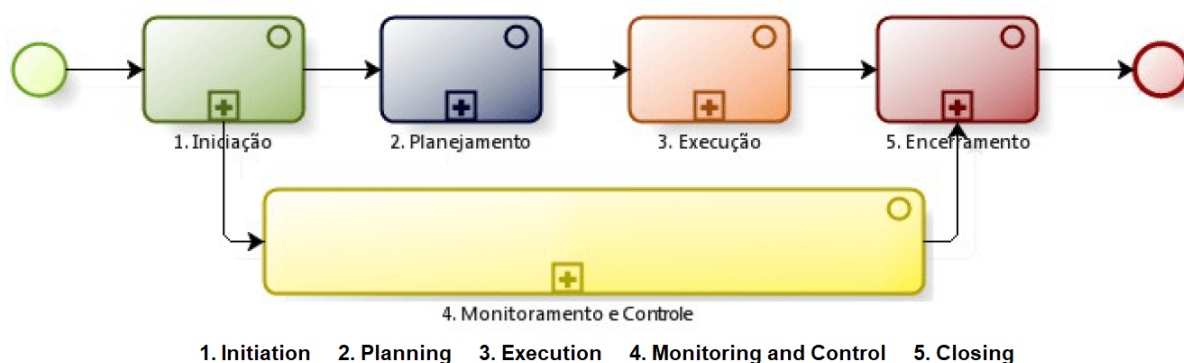 1. Iniciação
2. Planejamento
3. Execução
5. Encerramento
4. Monitoramento e Controle
1. Initiation 2. Planning 3. Execution 4. Monitoring and Control 5. Closing